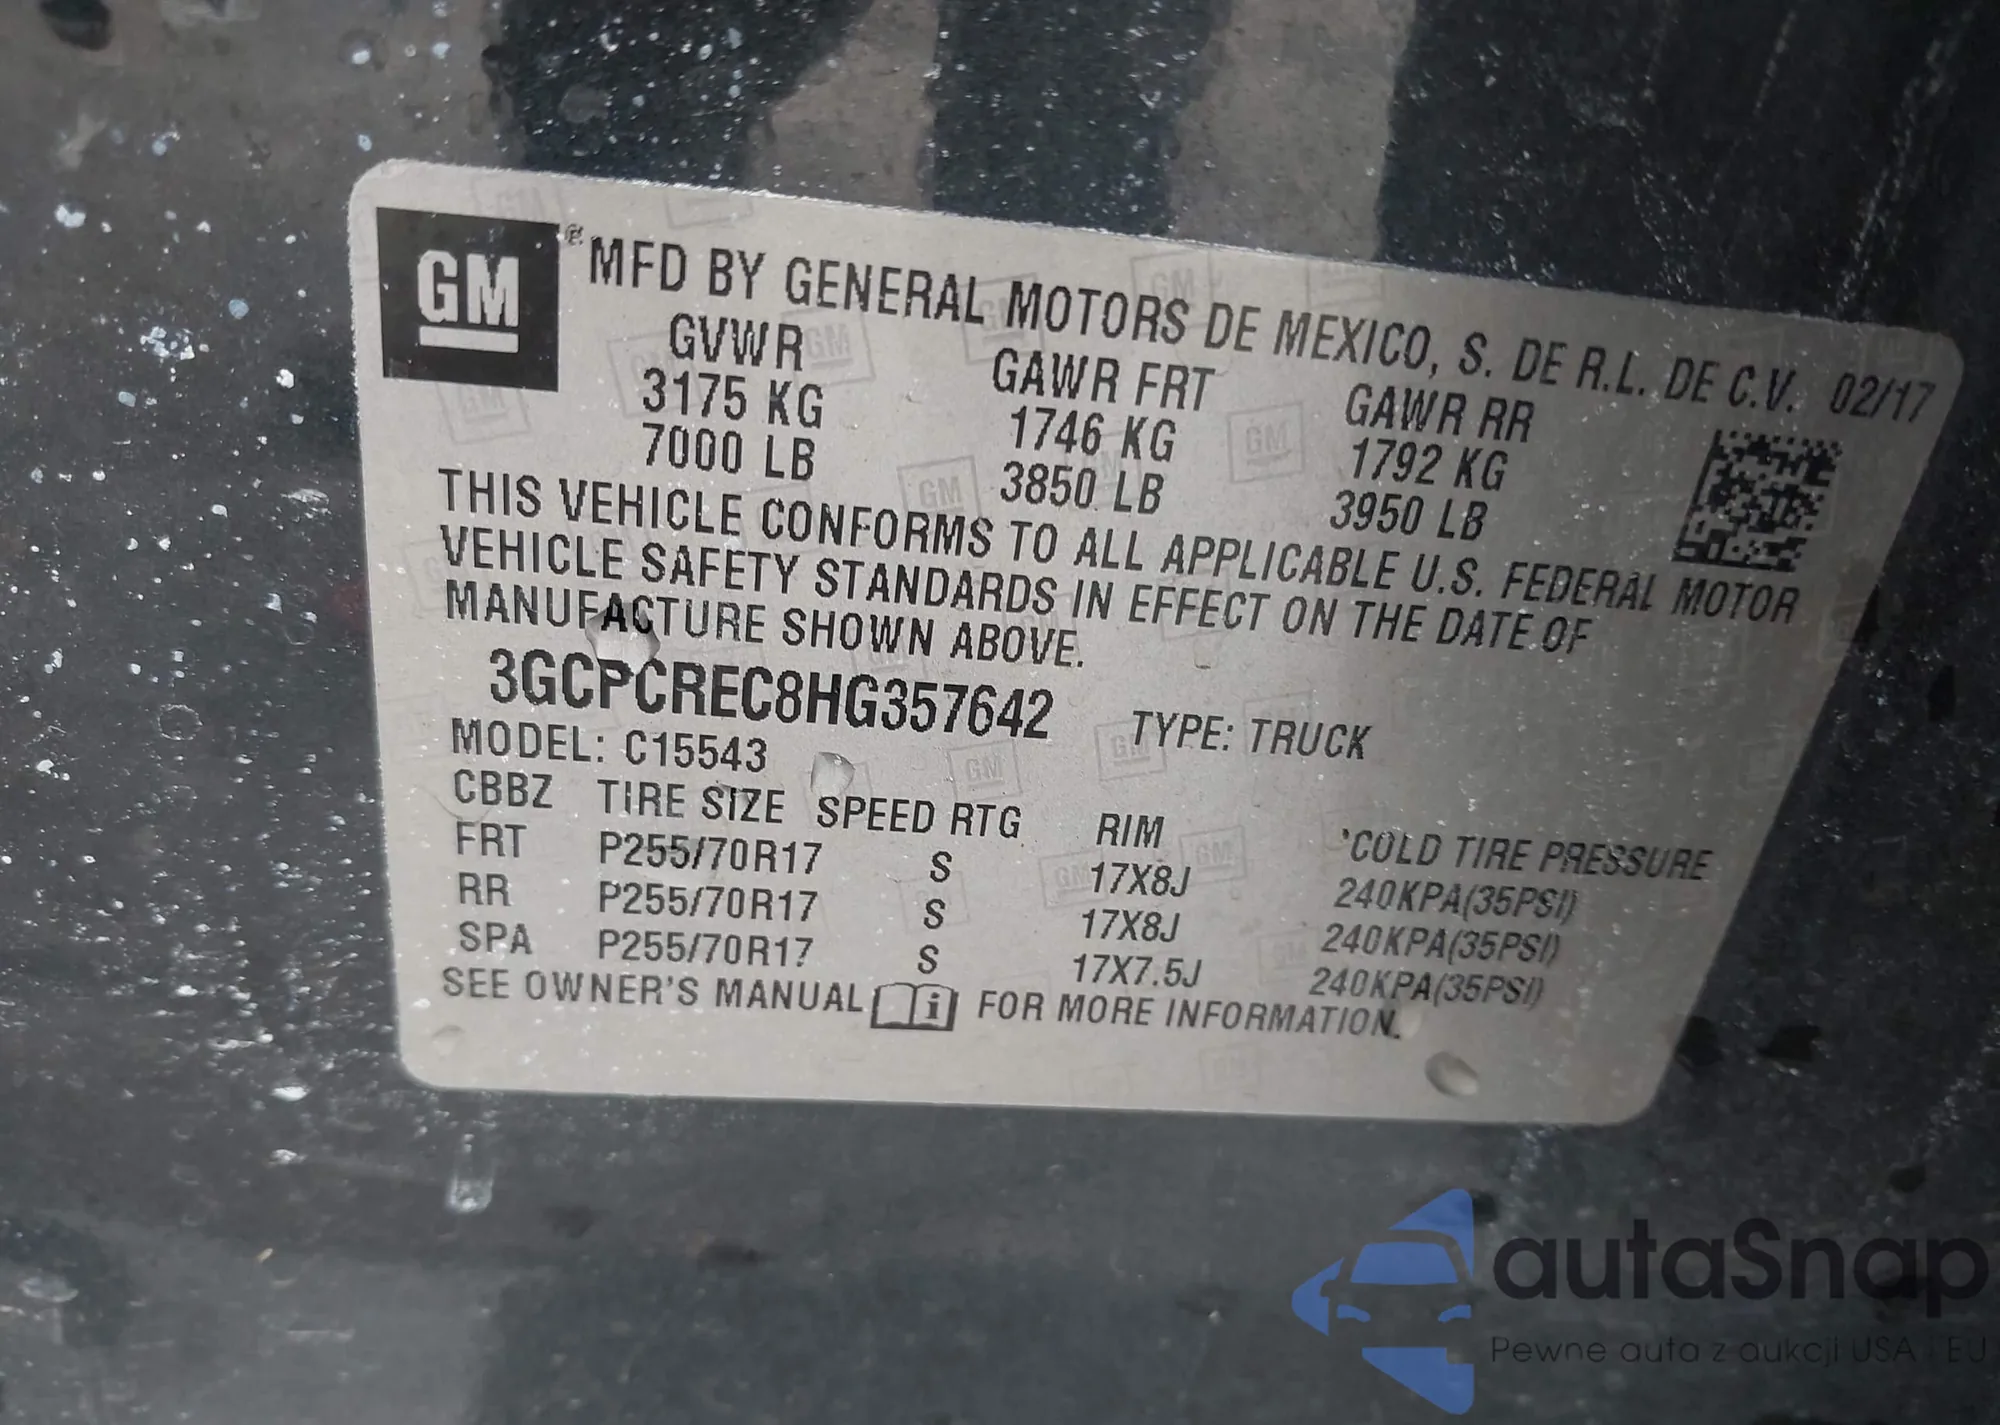 GM ® MFD BY GENERAL MOTORS DE MEXICO, S. DE R.L. DE C.V. 02/17
GVWR GAWR FRT GAWR RR
3175 KG 1746 KG 1792 KG
7000 LB 3850 LB 3950 LB
THIS VEHICLE CONFORMS TO ALL APPLICABLE U.S. FEDERAL MOTOR
VEHICLE SAFETY STANDARDS IN EFFECT ON THE DATE OF
MANUFACTURE SHOWN ABOVE.
3GCPCREC8HG357642 TYPE: TRUCK
MODEL: C15543
CBBZ TIRE SIZE SPEED RTG RIM 'COLD TIRE PRESSURE
FRT P255/70R17 S 17X8J 240KPA(35PSI)
RR P255/70R17 S 17X8J 240KPA(35PSI)
SPA P255/70R17 S 17X7.5J 240KPA(35PSI)
SEE OWNER'S MANUAL i FOR MORE INFORMATION.
autaSnap
Pewne auta z aukcji USA i EU